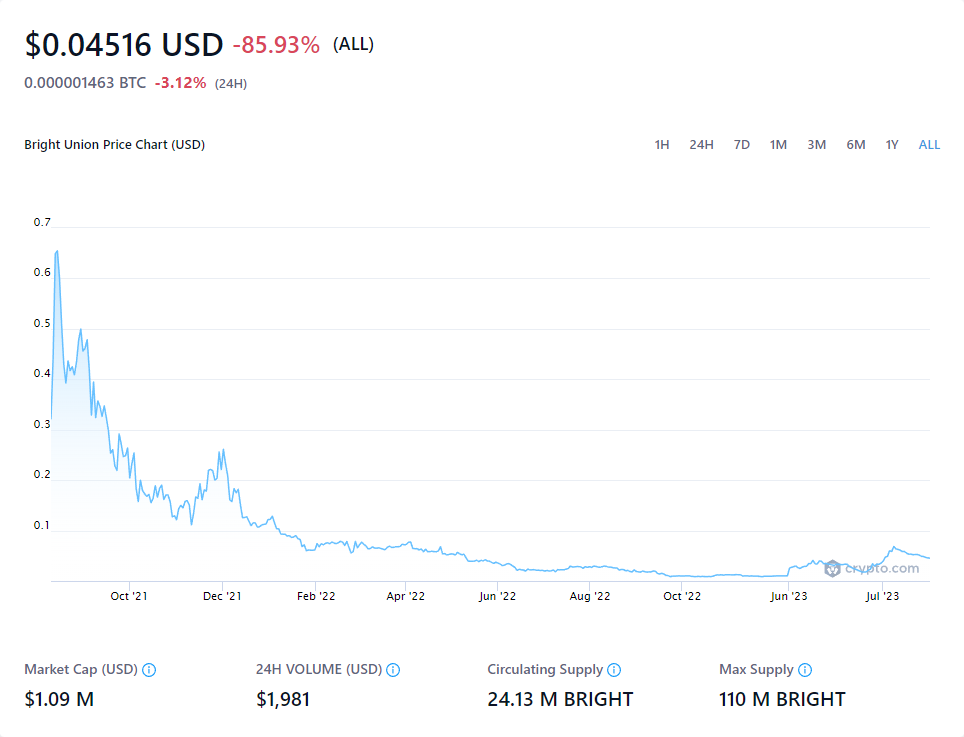 $0.04516 USD -85.93% (ALL)
0.000001463 BTC -3.12% (24H)
Bright Union Price Chart (USD) 1H 24H 7D 1M 3M 6M 1Y ALL
0.7
0.6
0.5
0.4
0.3
0.2
0.1
crypto.com
Oct '21 Dec '21 Feb '22 Apr '22 Jun '22 Aug '22 Oct '22 Jun '23 Jul '23
Market Cap (USD) 24H VOLUME (USD) Circulating Supply Max Supply
$1.09 M $1,981 24.13 M BRIGHT 110 M BRIGHT